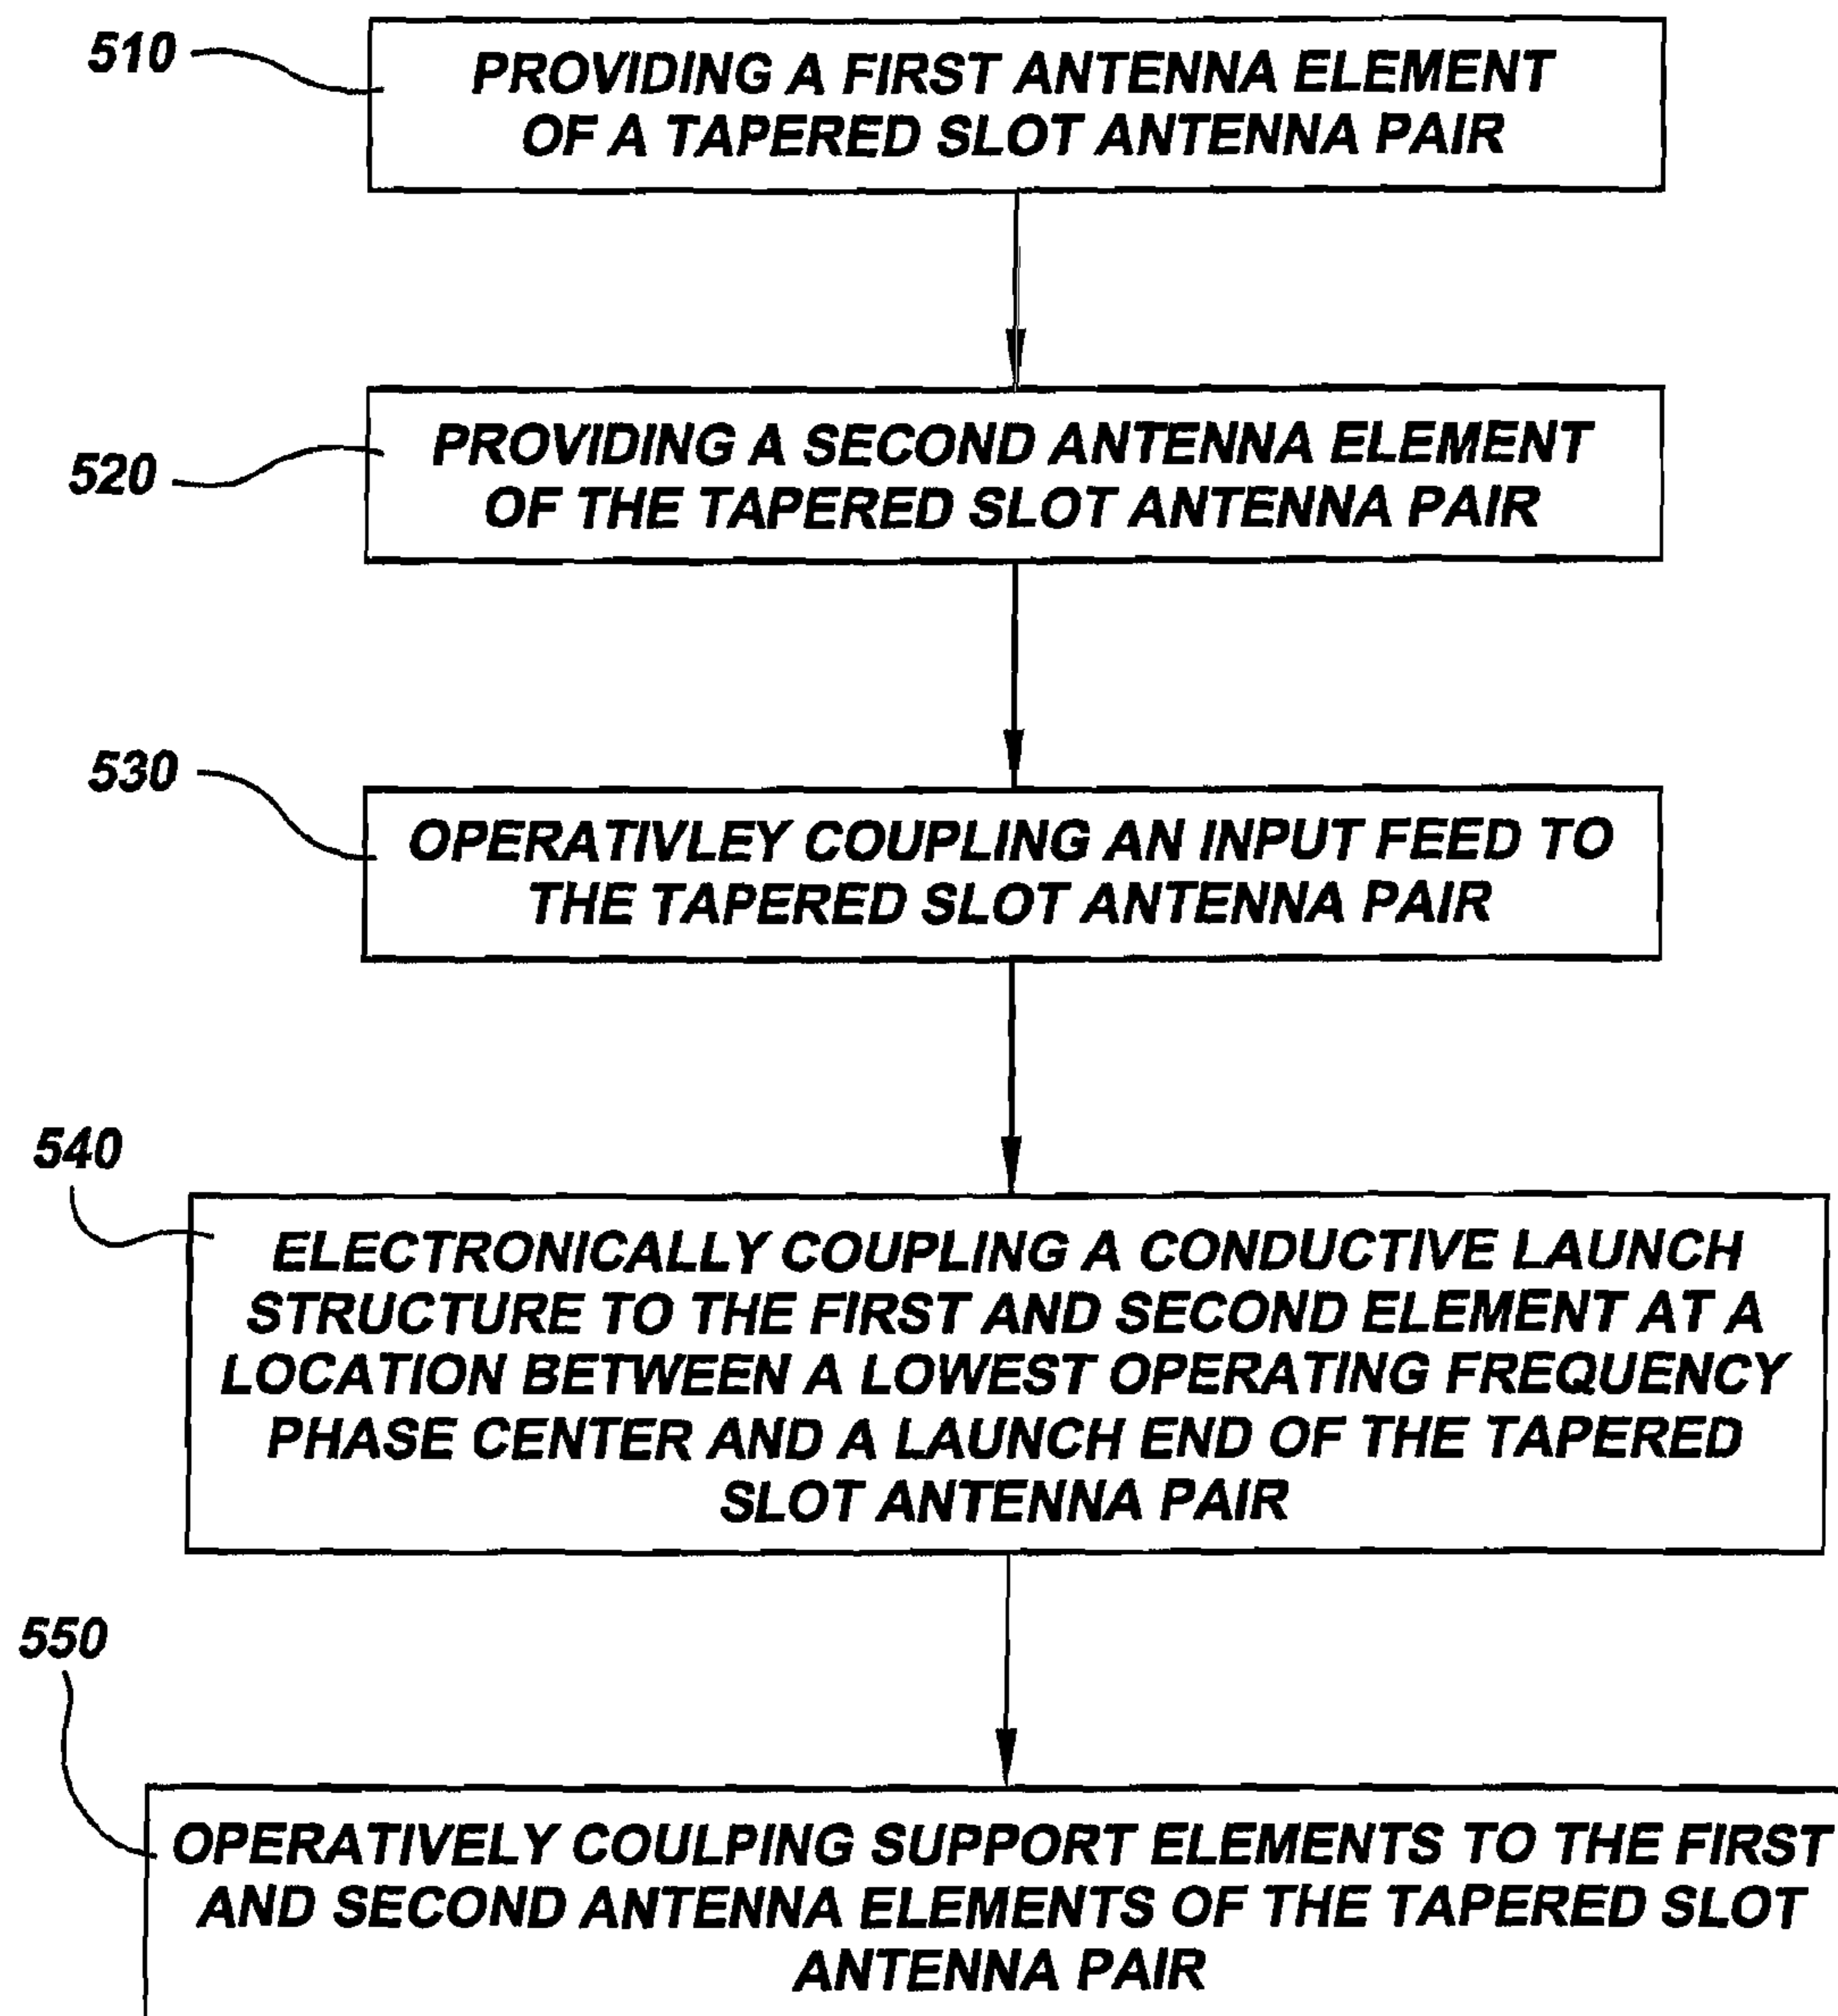 510
PROVIDING A FIRST ANTENNA ELEMENT
OF A TAPERED SLOT ANTENNA PAIR
520
PROVIDING A SECOND ANTENNA ELEMENT
OF THE TAPERED SLOT ANTENNA PAIR
530
OPERATIVLEY COUPLING AN INPUT FEED TO
THE TAPERED SLOT ANTENNA PAIR
540
ELECTRONICALLY COUPLING A CONDUCTIVE LAUNCH
STRUCTURE TO THE FIRST AND SECOND ELEMENT AT A
LOCATION BETWEEN A LOWEST OPERATING FREQUENCY
PHASE CENTER AND A LAUNCH END OF THE TAPERED
SLOT ANTENNA PAIR
550
OPERATIVELY COULPING SUPPORT ELEMENTS TO THE FIRST
AND SECOND ANTENNA ELEMENTS OF THE TAPERED SLOT
ANTENNA PAIR